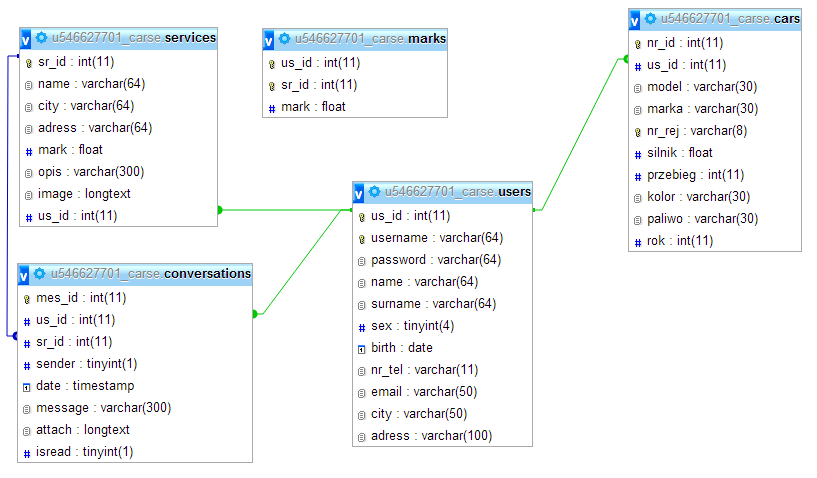 u546627701_carse.services
sr_id : int(11)
name : varchar(64)
city : varchar(64)
adress : varchar(64)
mark : float
opis : varchar(300)
image : longtext
us_id : int(11)
u546627701_carse.marks
us_id : int(11)
sr_id : int(11)
mark : float
u546627701_carse.cars
nr_id : int(11)
us_id : int(11)
model : varchar(30)
marka : varchar(30)
nr_rej : varchar(8)
silnik : float
przebieg : int(11)
kolor : varchar(30)
paliwo : varchar(30)
rok : int(11)
u546627701_carse.users
us_id : int(11)
username : varchar(64)
password : varchar(64)
name : varchar(64)
surname : varchar(64)
sex : tinyint(4)
birth : date
nr_tel : varchar(11)
email : varchar(50)
city : varchar(50)
adress : varchar(100)
u546627701_carse.conversations
mes_id : int(11)
us_id : int(11)
sr_id : int(11)
sender : tinyint(1)
date : timestamp
message : varchar(300)
attach : longtext
isread : tinyint(1)